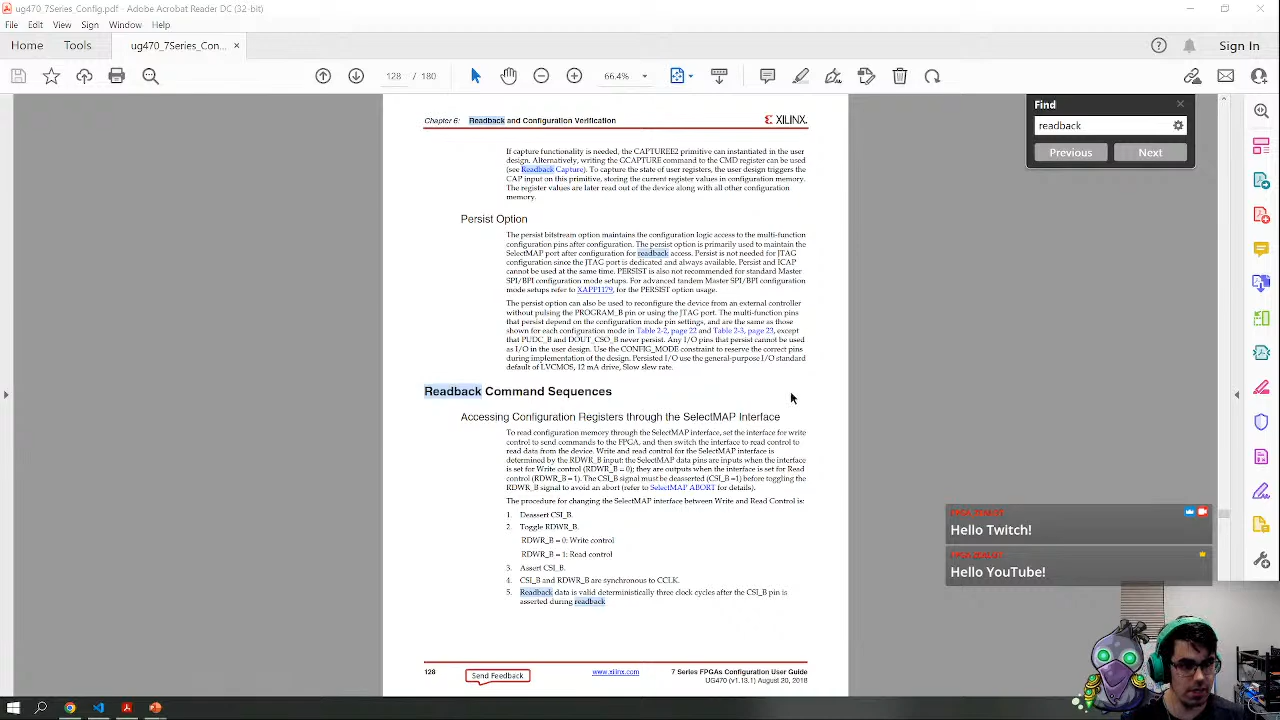 ug470_7Series_Config.pdf - Adobe Acrobat Reader DC (32-bit)
File Edit View Sign Window Help
Home Tools ug470_7Series_Con... × Sign In
128 / 180 66.4%
Find
readback
Previous Next
Chapter 6: Readback and Configuration Verification
XILINX
If capture functionality is needed, the CAPTUREE2 primitive can instantiated in the user
design. Alternatively, writing the GCAPTURE command to the CMD register can be used
(see Readback Capture). To capture the state of user registers, the user design triggers the
CAP input on this primitive, storing the current register values in configuration memory.
The register values are later read out of the device along with all other configuration
memory.
Persist Option
The persist bitstream option maintains the configuration logic access to the multi-function
configuration pins after configuration. The persist option is primarily used to maintain the
SelectMAP port after configuration for readback access. Persist is not needed for JTAG
configuration since the JTAG port is dedicated and always available. Persist and ICAP
cannot be used at the same time. PERSIST is also not recommended for standard Master
SPI/BPI configuration mode setups. For advanced tandem Master SPI/BPI configuration
mode setups refer to XAPP1179, for the PERSIST option usage.
The persist option can also be used to reconfigure the device from an external controller
without pulsing the PROGRAM_B pin or using the JTAG port. The multi-function pins
that persist depend on the configuration mode pin settings, and are the same as those
shown for each configuration mode in Table 2-2, page 22 and Table 2-3, page 23, except
that PUDC_B and DOUT_CSO_B never persist. Any I/O pins that persist cannot be used
as I/O in the user design. Use the CONFIG_MODE constraint to reserve the correct pins
during implementation of the design. Persisted I/O use the general-purpose I/O standard
default of LVCMOS, 12 mA drive, Slow slew rate.
Readback Command Sequences
Accessing Configuration Registers through the SelectMAP Interface
To read configuration memory through the SelectMAP interface, set the interface for write
control to send commands to the FPGA, and then switch the interface to read control to
read data from the device. Write and read control for the SelectMAP interface is
determined by the RDWR_B input: the SelectMAP data pins are inputs when the interface
is set for Write control (RDWR_B = 0); they are outputs when the interface is set for Read
control (RDWR_B = 1). The CSI_B signal must be deasserted (CSI_B =1) before toggling the
RDWR_B signal to avoid an abort (refer to SelectMAP ABORT for details).
The procedure for changing the SelectMAP interface between Write and Read Control is:
1. Deassert CSI_B.
2. Toggle RDWR_B.
RDWR_B = 0: Write control
RDWR_B = 1: Read control
3. Assert CSI_B.
4. CSI_B and RDWR_B are synchronous to CCLK.
5. Readback data is valid deterministically three clock cycles after the CSI_B pin is
asserted during readback
128 Send Feedback www.xilinx.com 7 Series FPGAs Configuration User Guide
UG470 (v1.13.1) August 20, 2018
Hello Twitch!
Hello YouTube!